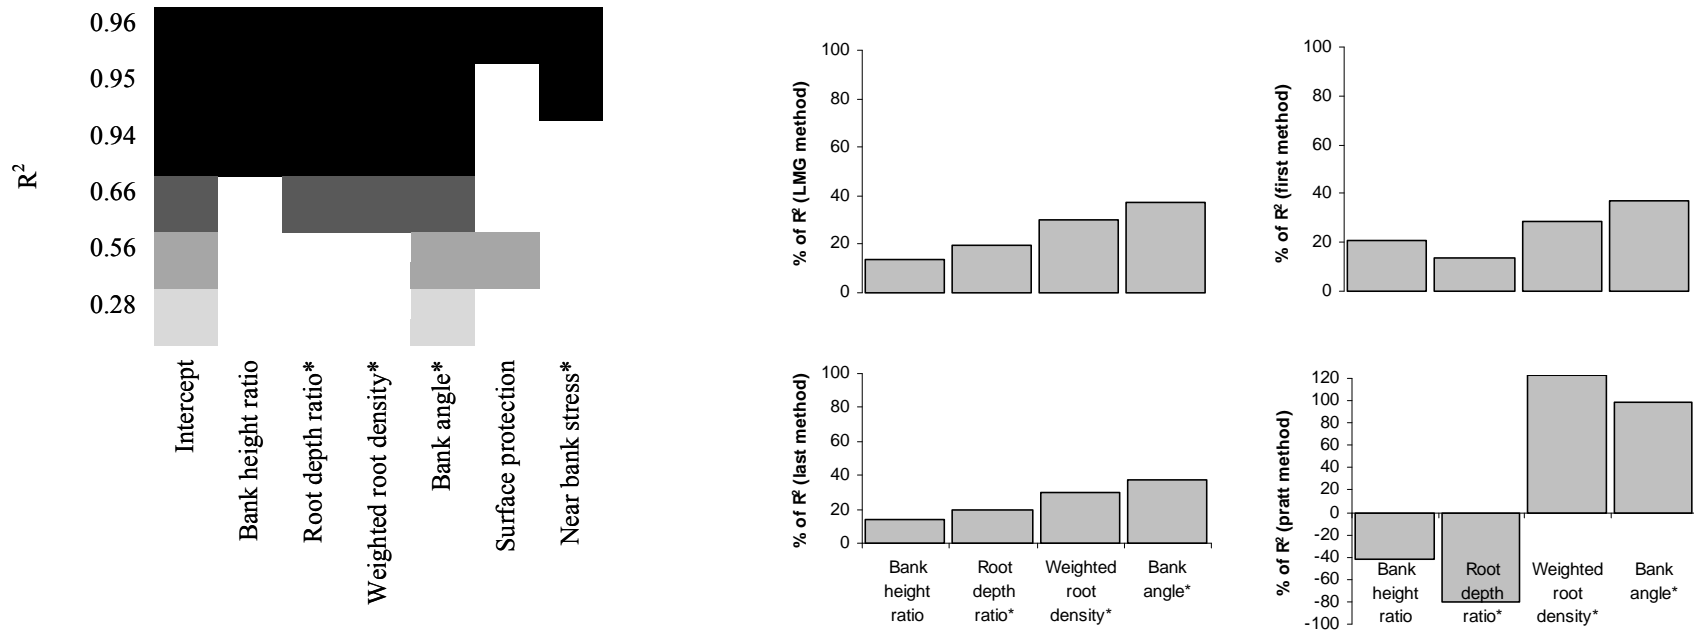 R²
0.96
0.95
0.94
0.66
0.56
0.28
Intercept
Bank height ratio
Root depth ratio*
Weighted root density*
Bank angle*
Surface protection
Near bank stress*
% of R² (LMG method)
100
80
60
40
20
0
% of R² (first method)
100
80
60
40
20
0
% of R² (last method)
100
80
60
40
20
0
Bank
height
ratio
Root
depth
ratio*
Weighted
root
density*
Bank
angle*
% of R² (pratt method)
120
100
80
60
40
20
0
-20
-40
-60
-80
-100
Bank
height
ratio
Root
depth
ratio*
Weighted
root
density*
Bank
angle*